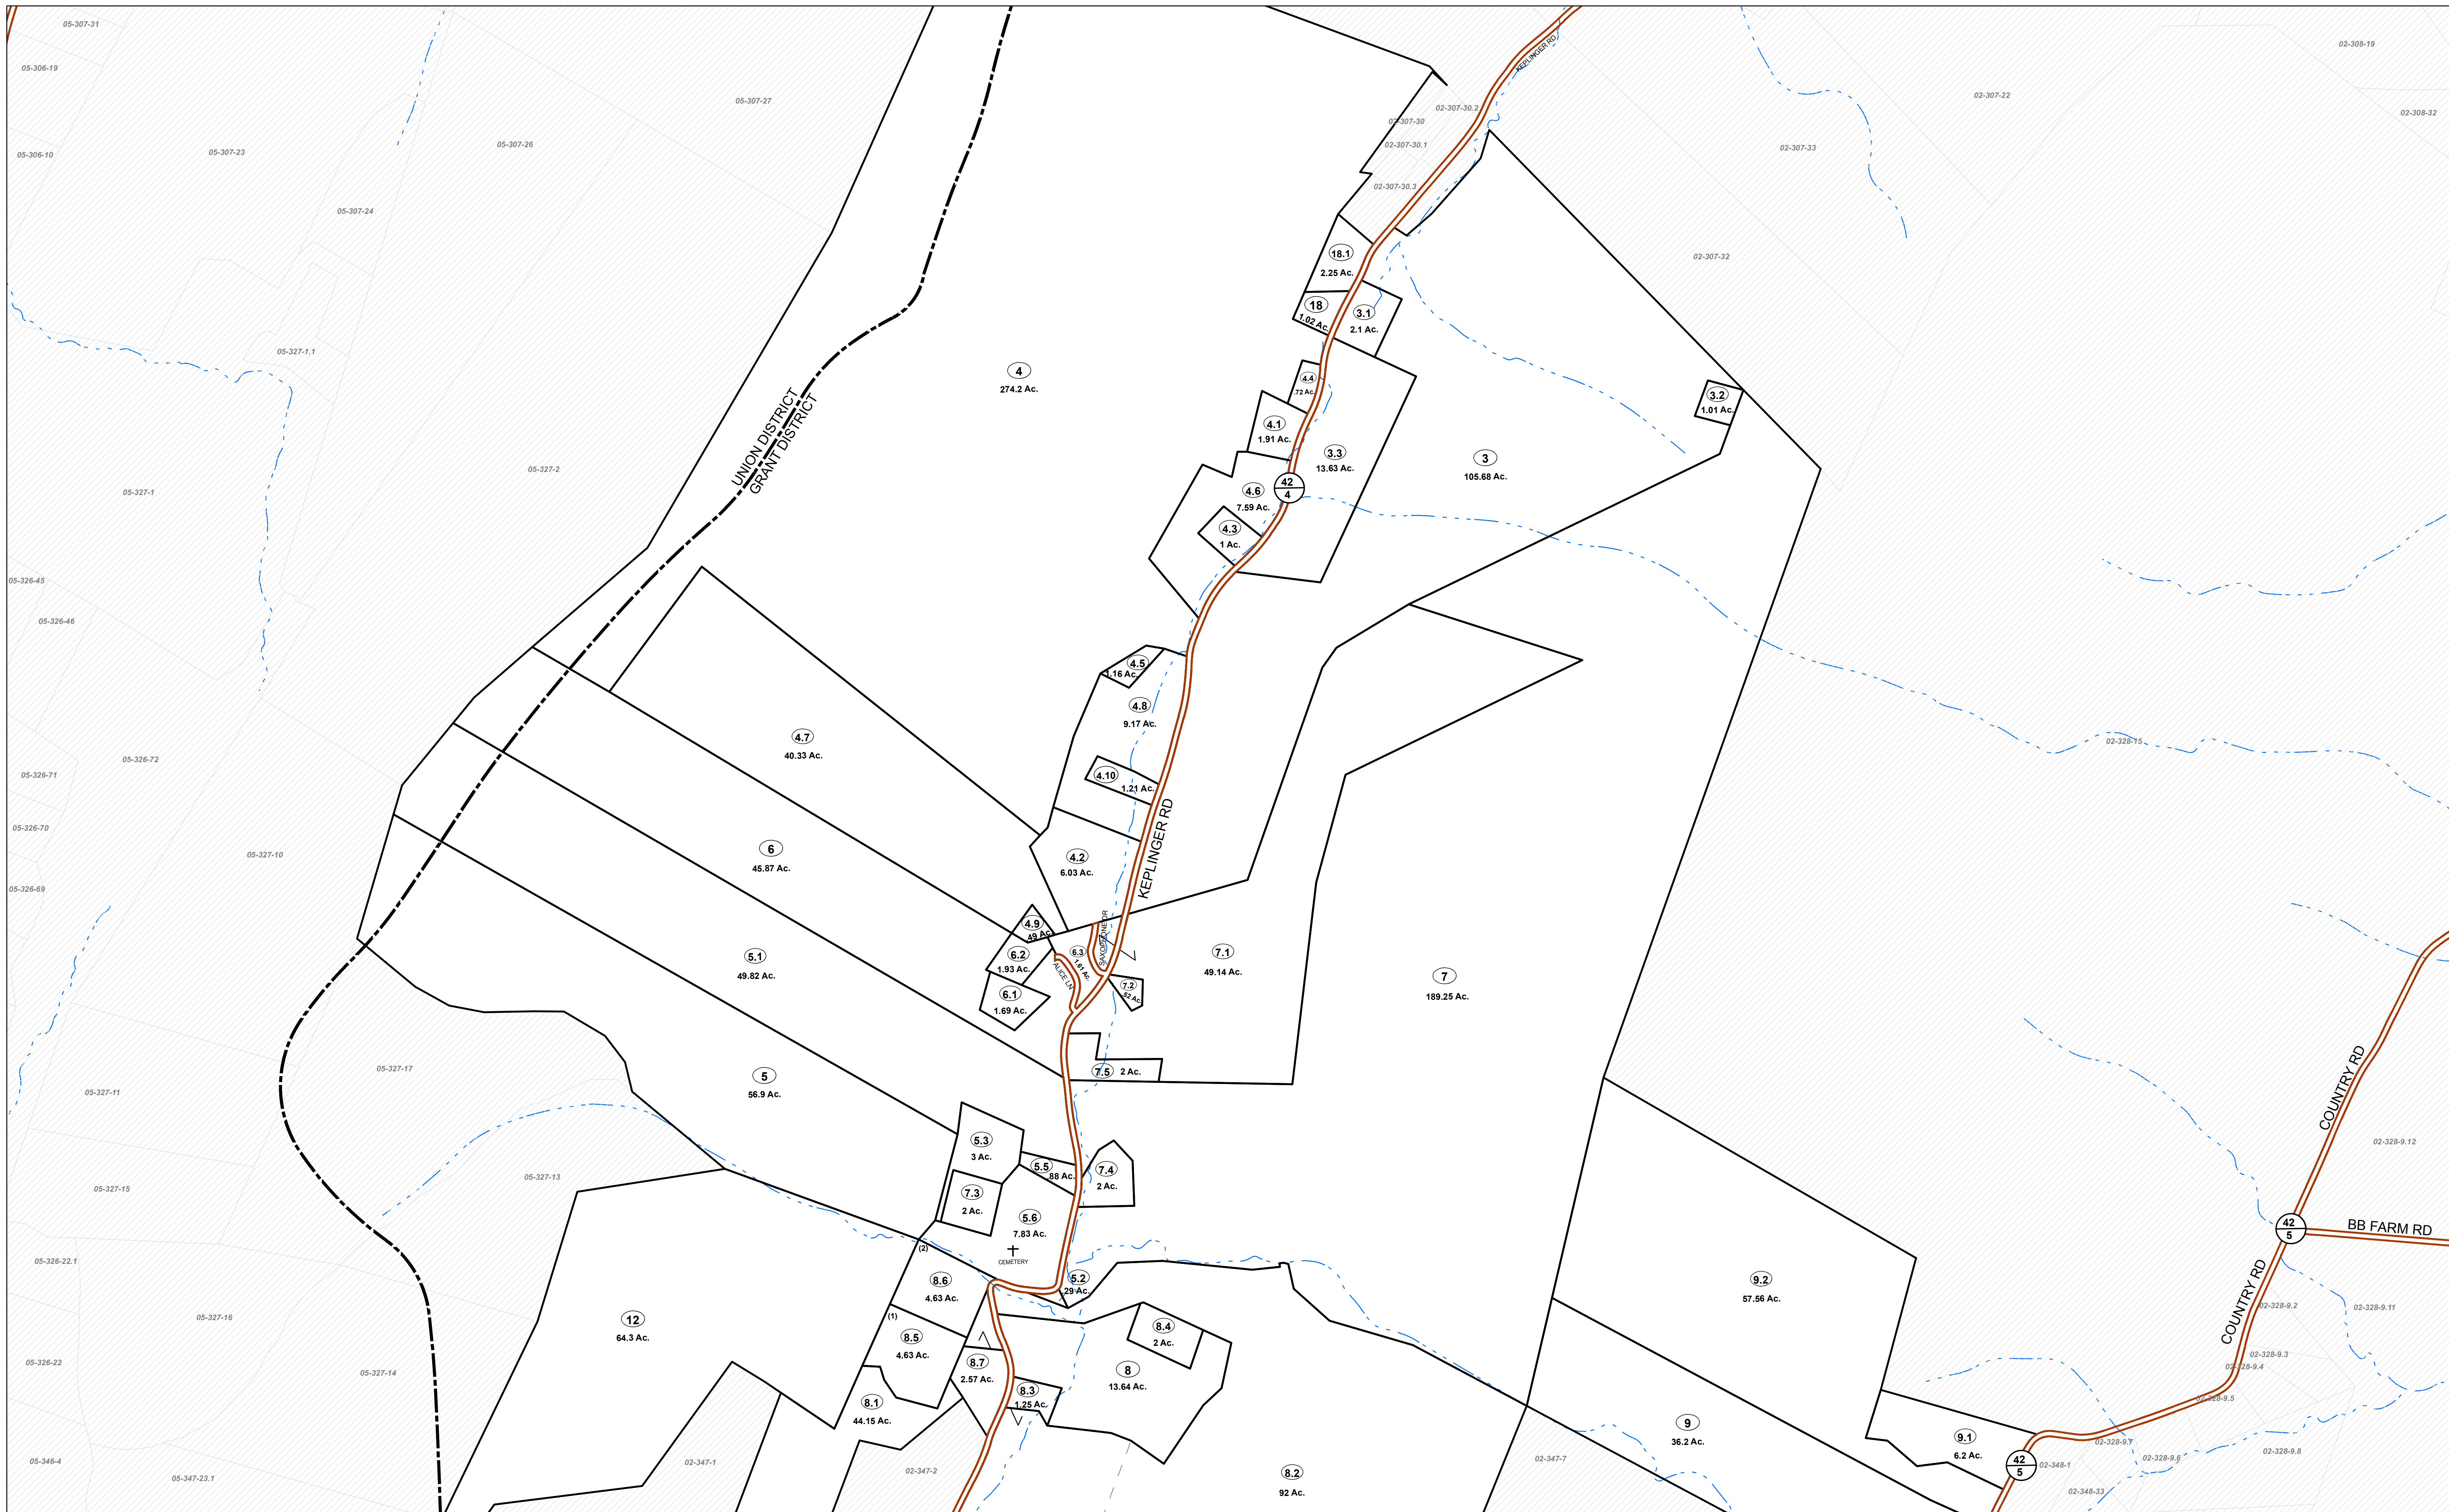 05-307-31
02-308-19
KEPLINGER RD
05-306-19
05-307-27
02-307-22
02-307-30.2
02-308-32
02-307-30
05-306-10
05-307-23
05-307-26
02-307-30.1
02-307-33
02-307-30.3
05-307-24
18.1
2.25 Ac.
02-307-32
18
1.02 Ac.
3.1
2.1 Ac.
05-327-1.1
4
274.2 Ac.
4.4
.72 Ac.
3.2
1.01 Ac.
UNION DISTRICT
GRANT DISTRICT
4.1
1.91 Ac.
3.3
13.63 Ac.
3
105.68 Ac.
05-327-2
05-327-1
4.6
7.59 Ac.
42
4
4.3
1 Ac.
05-326-45
05-326-46
4.5
1.16 Ac.
4.8
9.17 Ac.
4.7
40.33 Ac.
02-328-15
05-326-72
05-326-71
4.10
1.21 Ac.
05-326-70
KEPLINGER RD
6
45.87 Ac.
05-327-10
4.2
6.03 Ac.
05-326-69
4.9
.49 Ac.
6.2
1.93 Ac.
6.3
1.61 Ac.
ALICE LN
7.1
49.14 Ac.
5.1
49.82 Ac.
7
189.25 Ac.
6.1
1.69 Ac.
7.2
.52 Ac.
5
56.9 Ac.
7.5
2 Ac.
05-327-17
05-327-11
COUNTRY RD
02-328-9.12
5.3
3 Ac.
5.5
.88 Ac.
7.4
2 Ac.
05-327-15
05-327-13
7.3
2 Ac.
5.6
7.83 Ac.
CEMETERY
42
5
BB FARM RD
(2)
05-326-22.1
8.6
4.63 Ac.
5.2
.29 Ac.
9.2
57.56 Ac.
COUNTRY RD
02-328-9.2
02-328-9.11
05-327-16
12
64.3 Ac.
(1)
8.5
4.63 Ac.
8.4
2 Ac.
02-328-9.3
02-328-9.4
05-326-22
05-327-14
8.7
2.57 Ac.
8
13.64 Ac.
8.3
1.25 Ac.
8.1
44.15 Ac.
02-328-9.5
9
36.2 Ac.
9.1
6.2 Ac.
02-328-9.7
02-328-9.8
02-328-9.6
42
5
02-348-1
05-346-4
05-347-23.1
02-347-1
02-347-2
8.2
92 Ac.
02-347-7
02-348-33